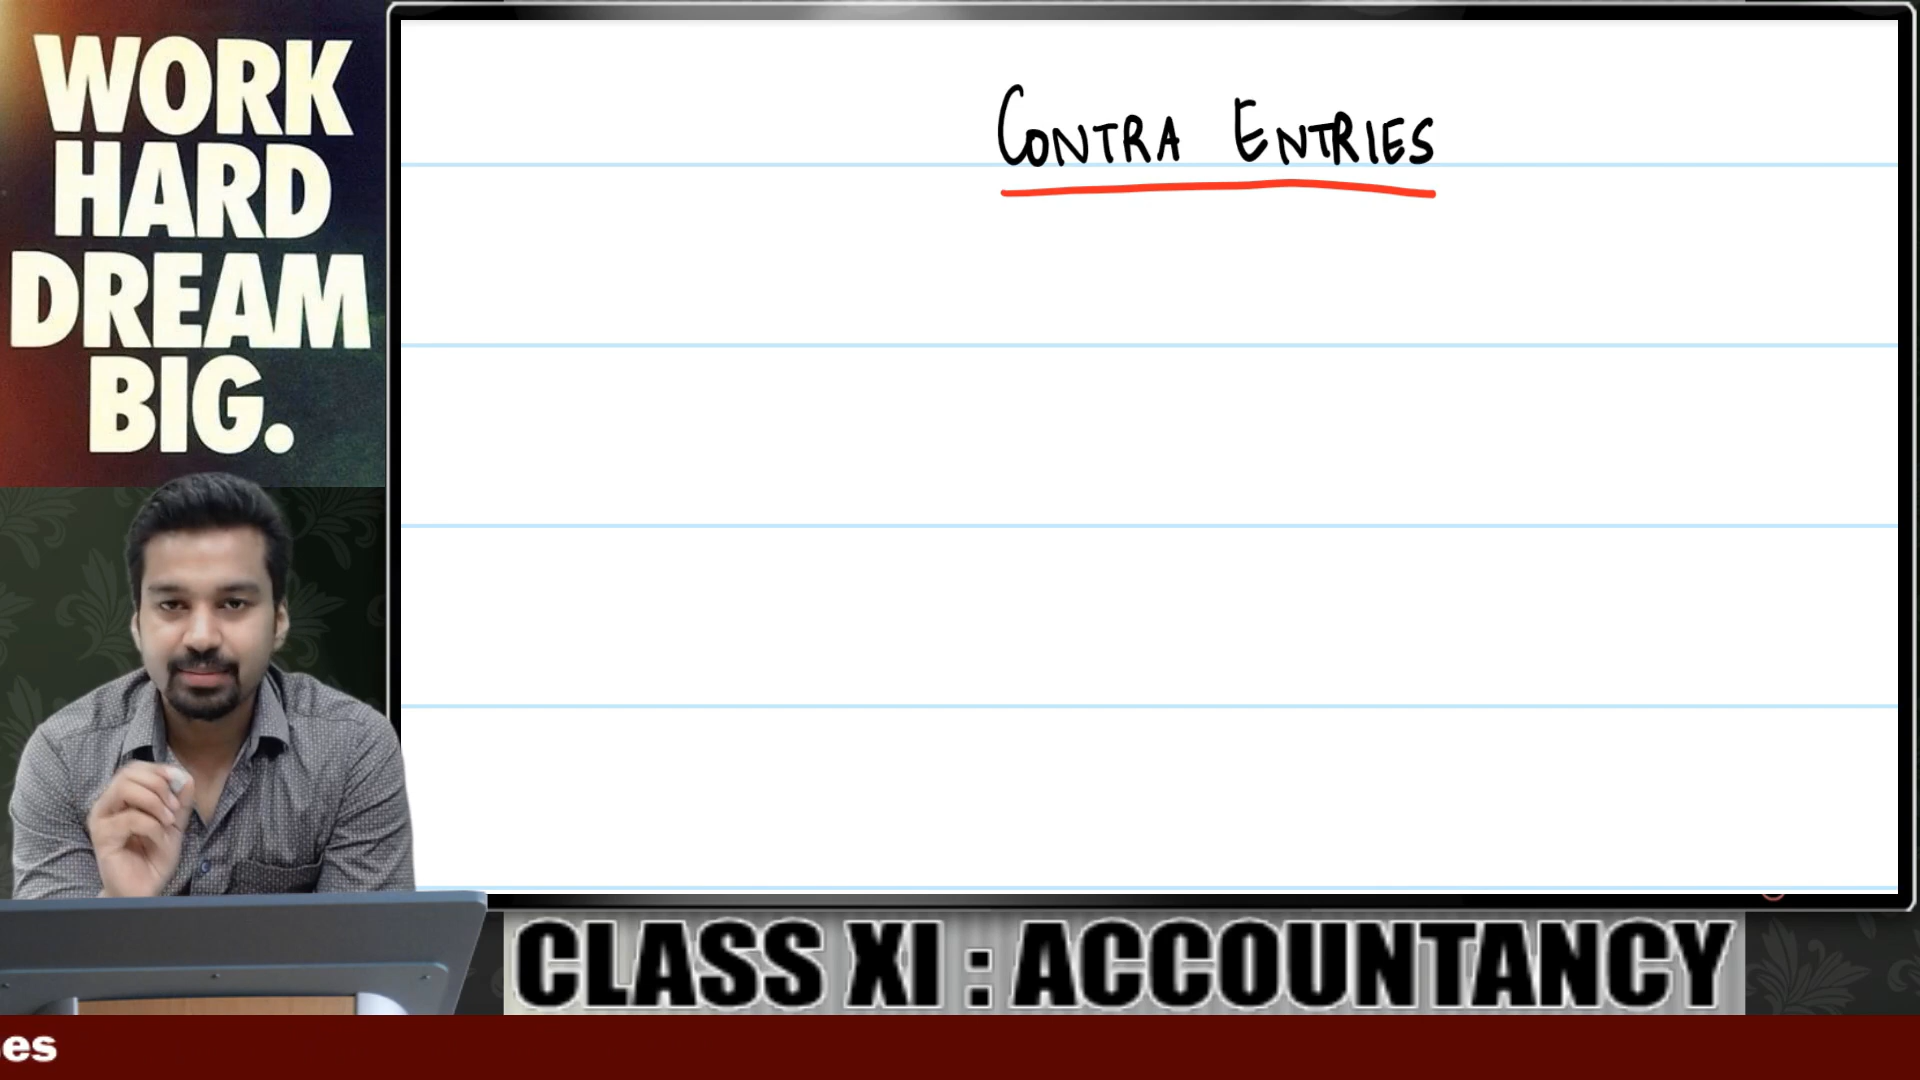 WORK
HARD
DREAM
BIG.
CONTRA ENTRIES
CLASS XI : ACCOUNTANCY
es